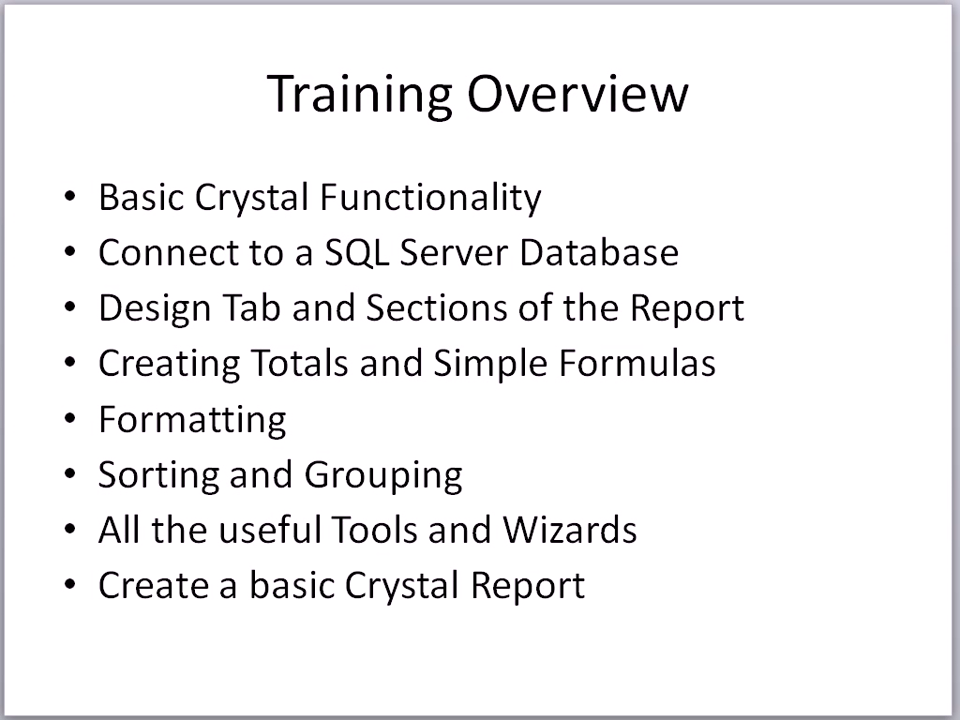 Training Overview
• Basic Crystal Functionality
• Connect to a SQL Server Database
• Design Tab and Sections of the Report
• Creating Totals and Simple Formulas
• Formatting
• Sorting and Grouping
• All the useful Tools and Wizards
• Create a basic Crystal Report